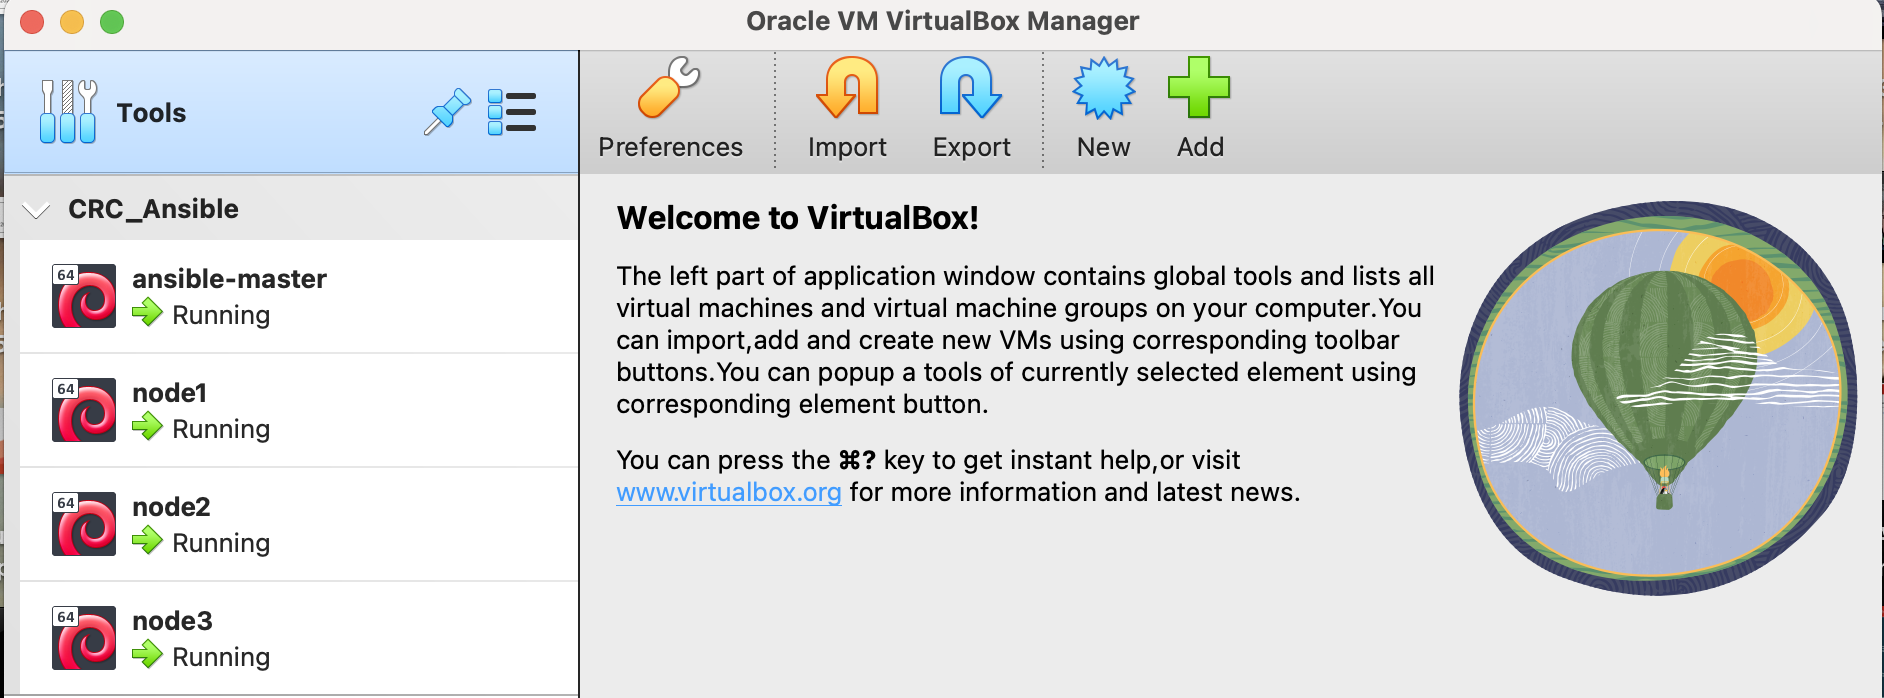 Oracle VM VirtualBox Manager
Tools
Preferences
Import
Export
New
Add
CRC_Ansible
64
ansible-master
Running
64
node1
Running
64
node2
Running
64
node3
Running
Welcome to VirtualBox!
The left part of application window contains global tools and lists all
virtual machines and virtual machine groups on your computer.You
can import,add and create new VMs using corresponding toolbar
buttons.You can popup a tools of currently selected element using
corresponding element button.
You can press the ⌘? key to get instant help,or visit
www.virtualbox.org for more information and latest news.